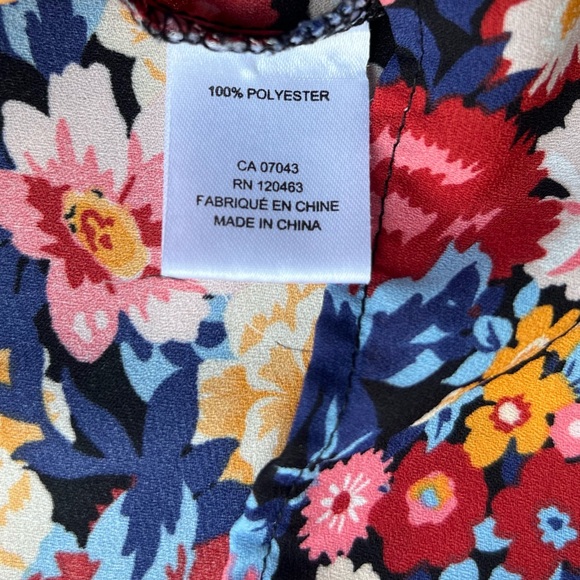 100% POLYESTER
CA 07043
RN 120463
FABRIQUÉ EN CHINE
MADE IN CHINA